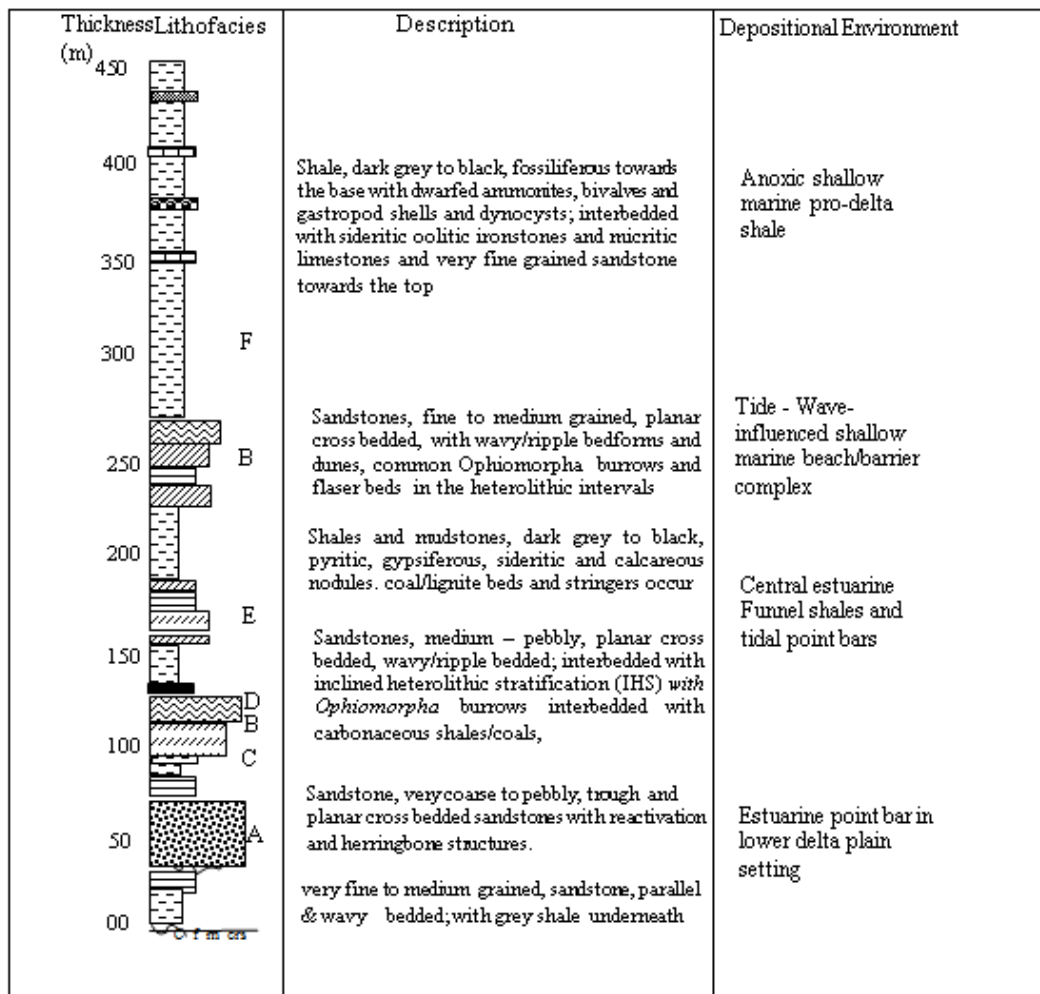 Thickness Lithofacies
(m)
Description
Depositional Environment
450
400
350
300
250
200
150
100
50
00
F
B
E
D
B
C
A
Shale, dark grey to black, fossiliferous towards
the base with dwarfed ammonites, bivalves and
gastropod shells and dynocysts; interbedded
with sideritic oolitic ironstones and micritic
limestones and very fine grained sandstone
towards the top
Sandstones, fine to medium grained, planar
cross bedded, with wavy/ripple bedforms and
dunes, common Ophiomorpha burrows and
flaser beds in the heterolithic intervals
Shales and mudstones, dark grey to black,
pyritic, gypsiferous, sideritic and calcareous
nodules. coal/lignite beds and stringers occur
Sandstones, medium – pebbly, planar cross
bedded, wavy/ripple bedded; interbedded with
inclined heterolithic stratification (IHS) with
Ophiomorpha burrows interbedded with
carbonaceous shales/coals,
Sandstone, very coarse to pebbly, trough and
planar cross bedded sandstones with reactivation
and herringbone structures.
very fine to medium grained, sandstone, parallel
& wavy bedded; with grey shale underneath
Anoxic shallow
marine pro-delta
shale
Tide - Wave-
influenced shallow
marine beach/barrier
complex
Central estuarine
Funnel shales and
tidal point bars
Estuarine point bar in
lower delta plain
setting
f m crs